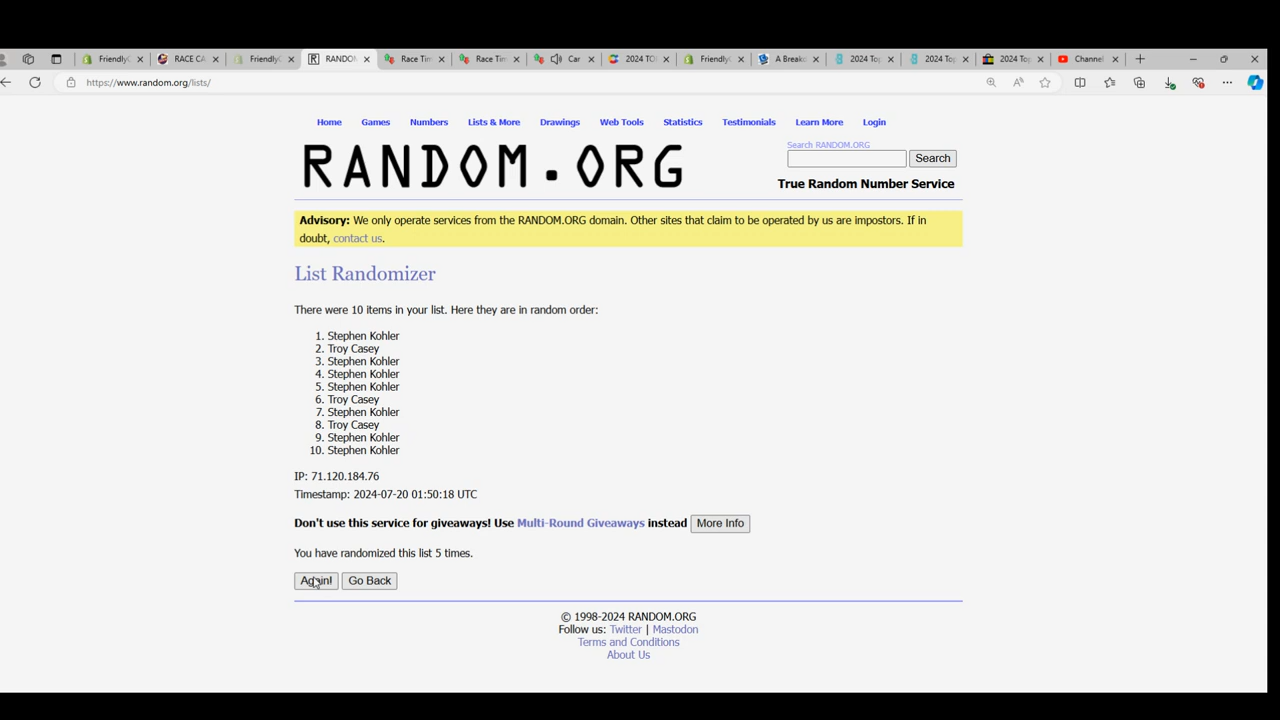 FriendlyC
RACE CA
FriendlyC
RANDOM
Race Tim
Race Tim
Car
2024 TO
FriendlyC
A Breako
2024 Top
2024 Top
2024 Top
Channel
https://www.random.org/lists/
Home Games Numbers Lists & More Drawings Web Tools Statistics Testimonials Learn More Login
RANDOM.ORG
Search RANDOM.ORG
Search
True Random Number Service
Advisory: We only operate services from the RANDOM.ORG domain. Other sites that claim to be operated by us are impostors. If in
doubt, contact us.
List Randomizer
There were 10 items in your list. Here they are in random order:
1. Stephen Kohler
2. Troy Casey
3. Stephen Kohler
4. Stephen Kohler
5. Stephen Kohler
6. Troy Casey
7. Stephen Kohler
8. Troy Casey
9. Stephen Kohler
10. Stephen Kohler
IP: 71.120.184.76
Timestamp: 2024-07-20 01:50:18 UTC
Don't use this service for giveaways! Use Multi-Round Giveaways instead More Info
You have randomized this list 5 times.
Again! Go Back
© 1998-2024 RANDOM.ORG
Follow us: Twitter | Mastodon
Terms and Conditions
About Us